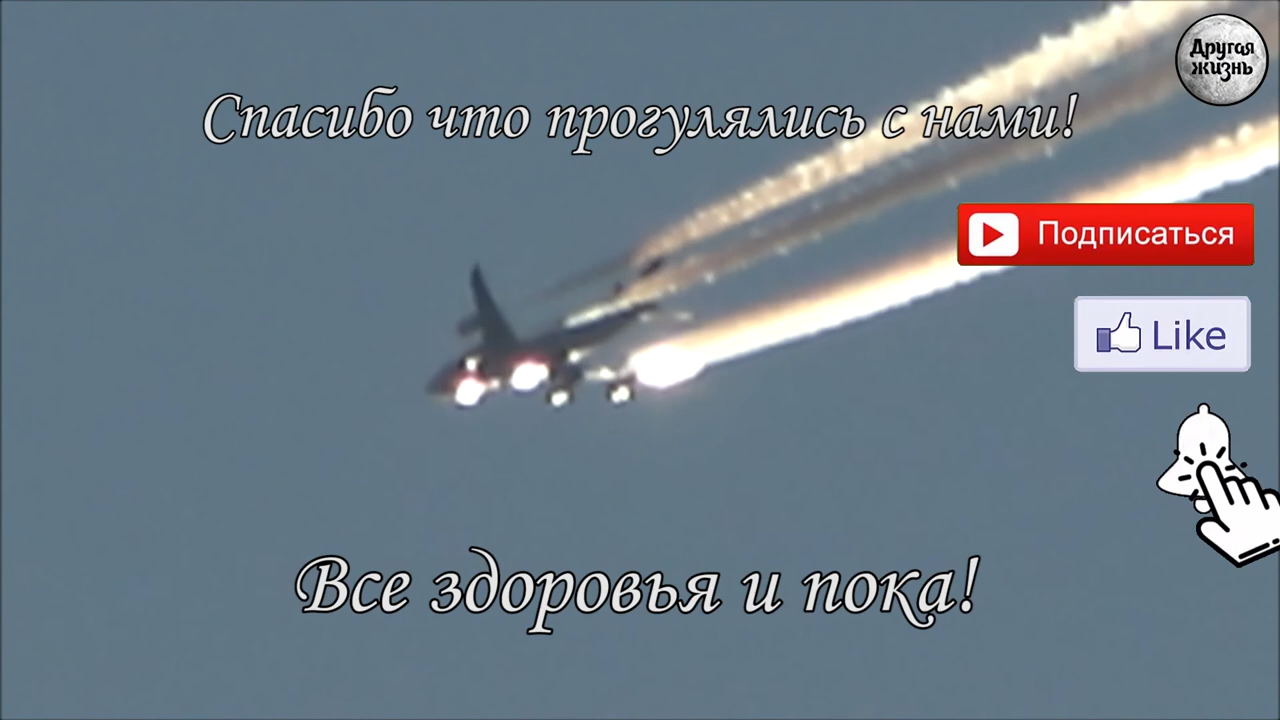 Другая
жизнь
Спасибо что прогулялись с нами!
Подписаться
Like
Все здоровья и пока!